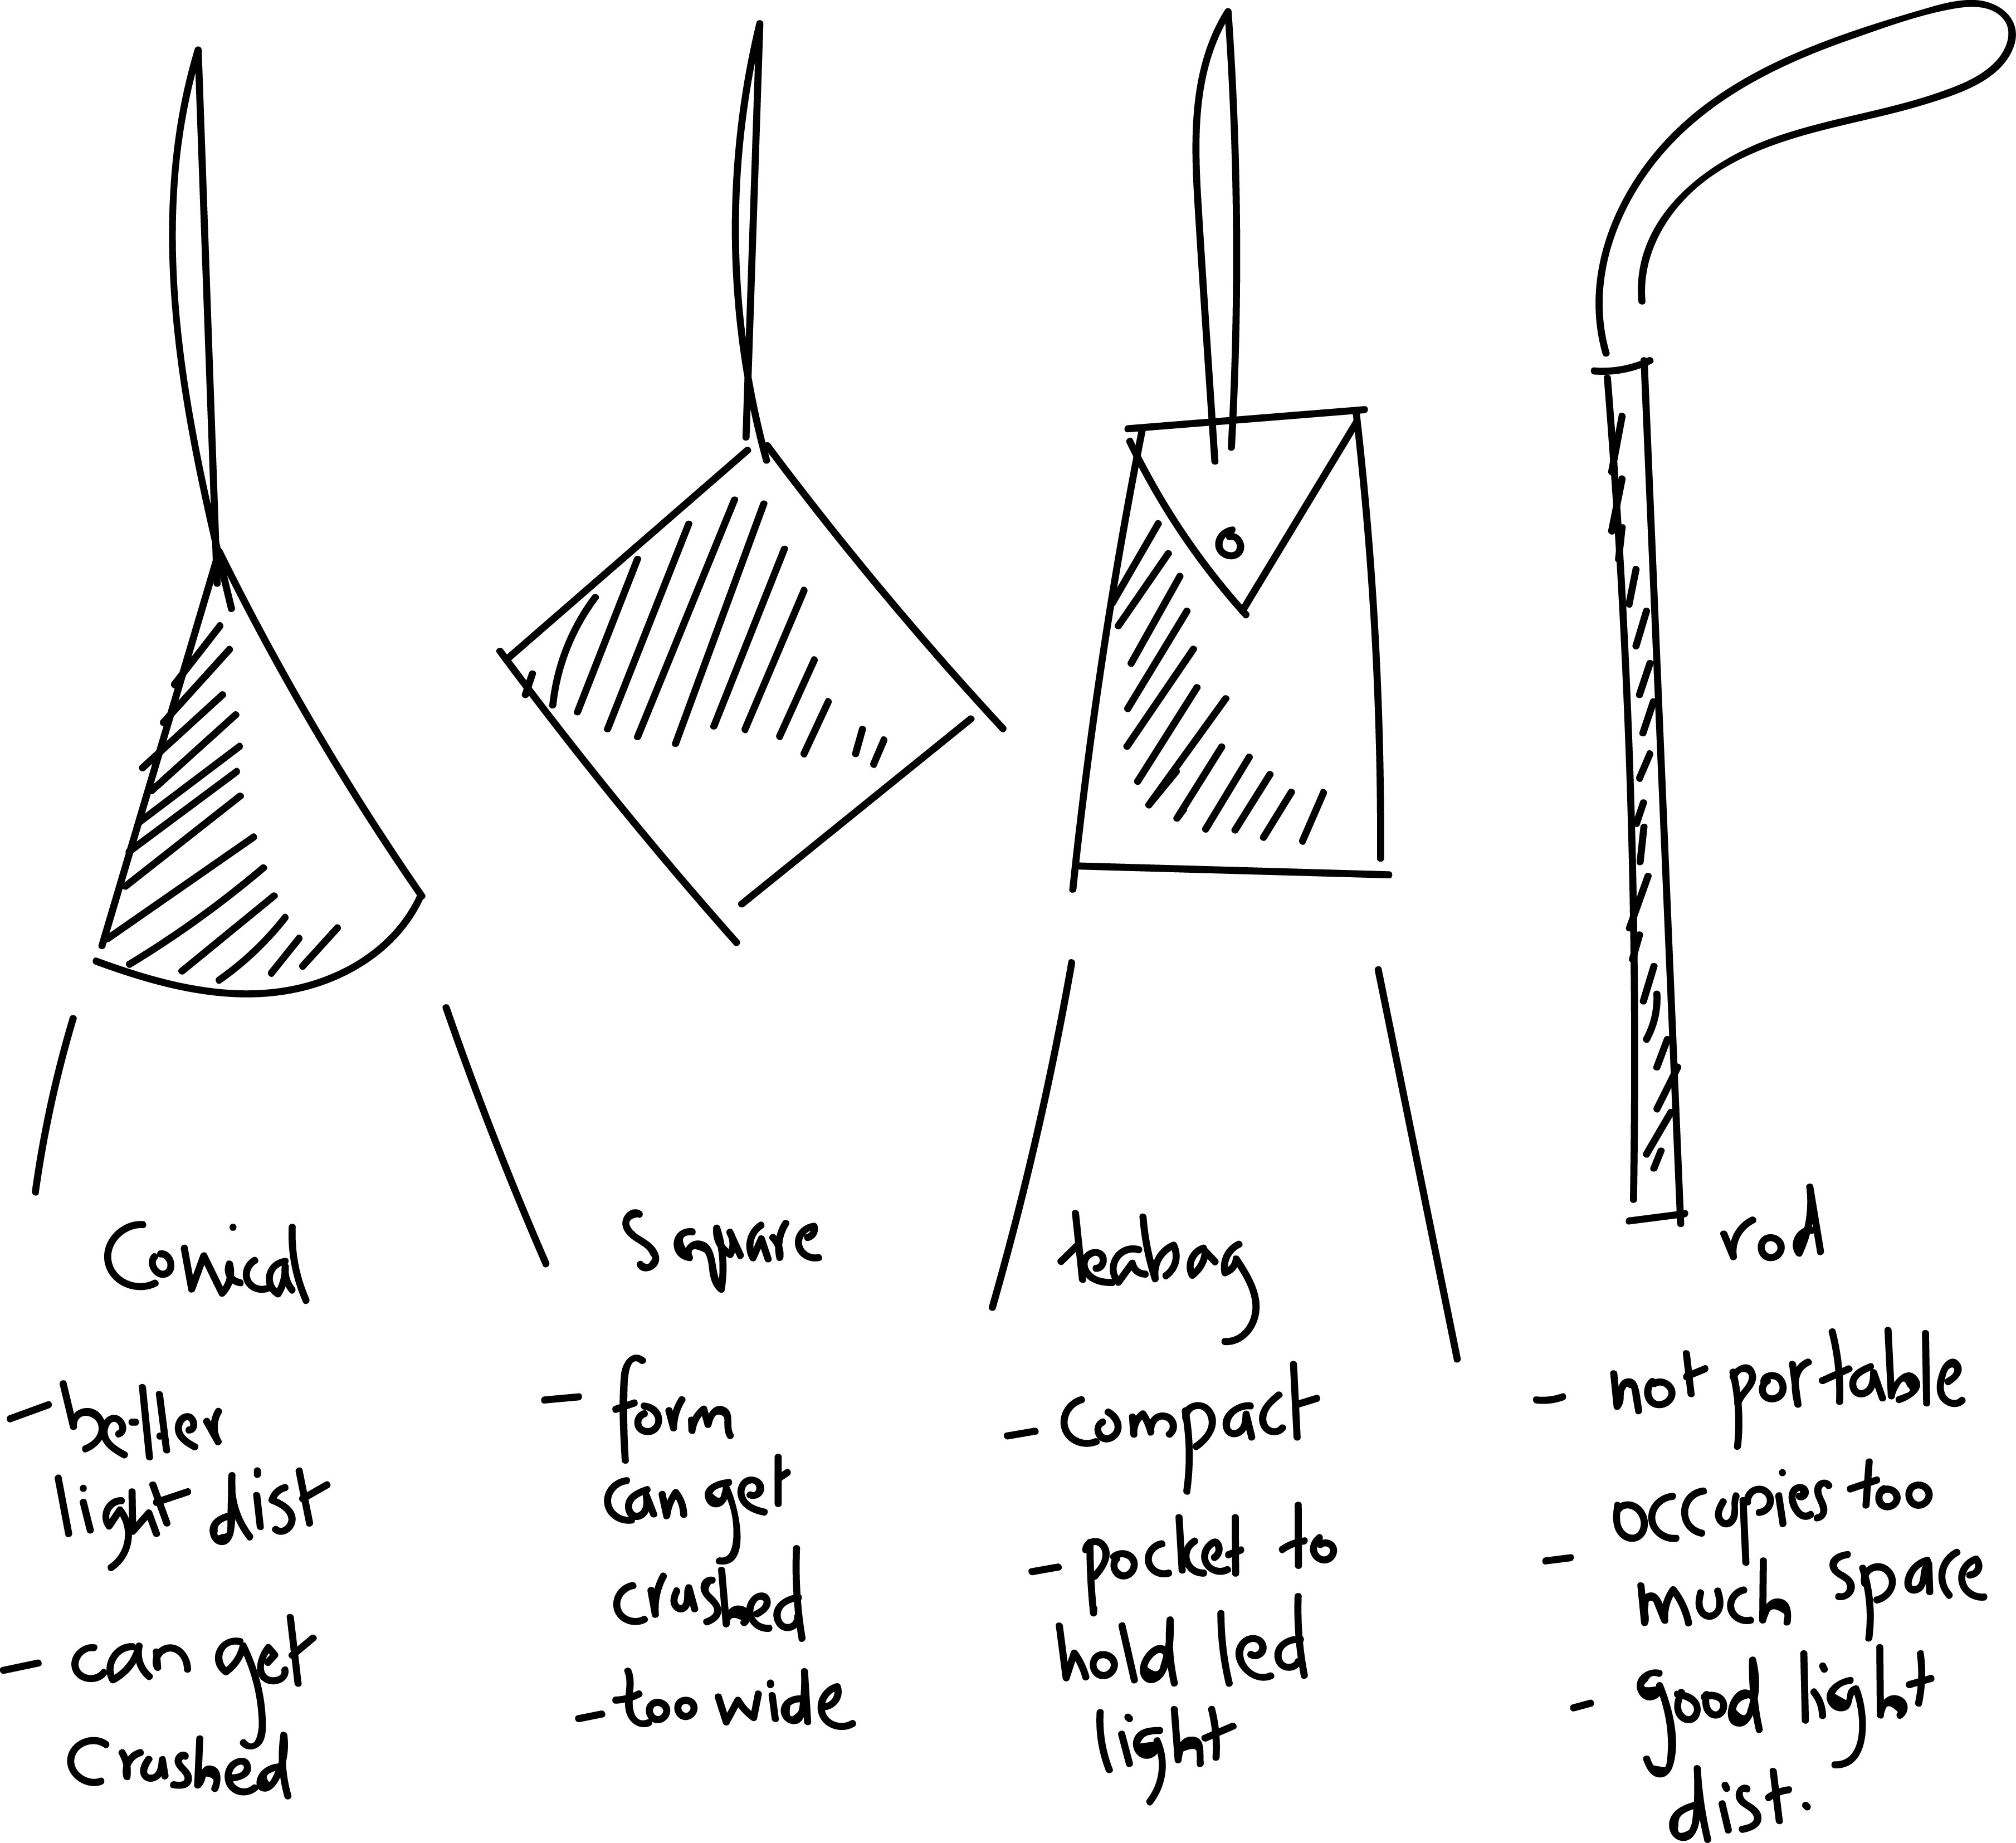 Conical
- better
light dist
- can get
crushed
Square
- form
can get
crushed
- too wide
teabag
- compact
- pocket to
hold led
light
rod
- not portable
- occupies too
much space
- good light
dist.